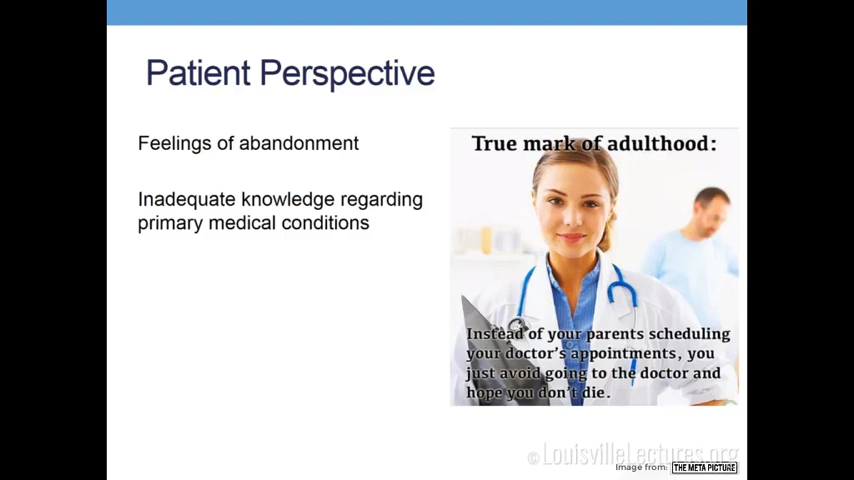 Patient Perspective
Feelings of abandonment
Inadequate knowledge regarding
primary medical conditions
True mark of adulthood:
Instead of your parents scheduling
your doctor's appointments, you
just avoid going to the doctor and
hope you don't die.
©LouisvilleLectures.org
Image from: THE META PICTURE